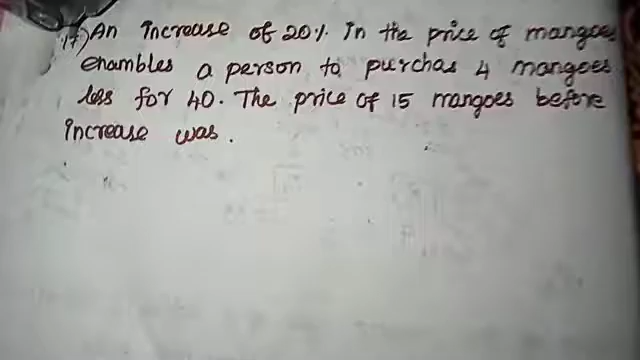 17) An increase of 20% in the price of mangoes
enambles a person to purchas 4 mangoes
less for 40. The price of 15 mangoes before
increase was.